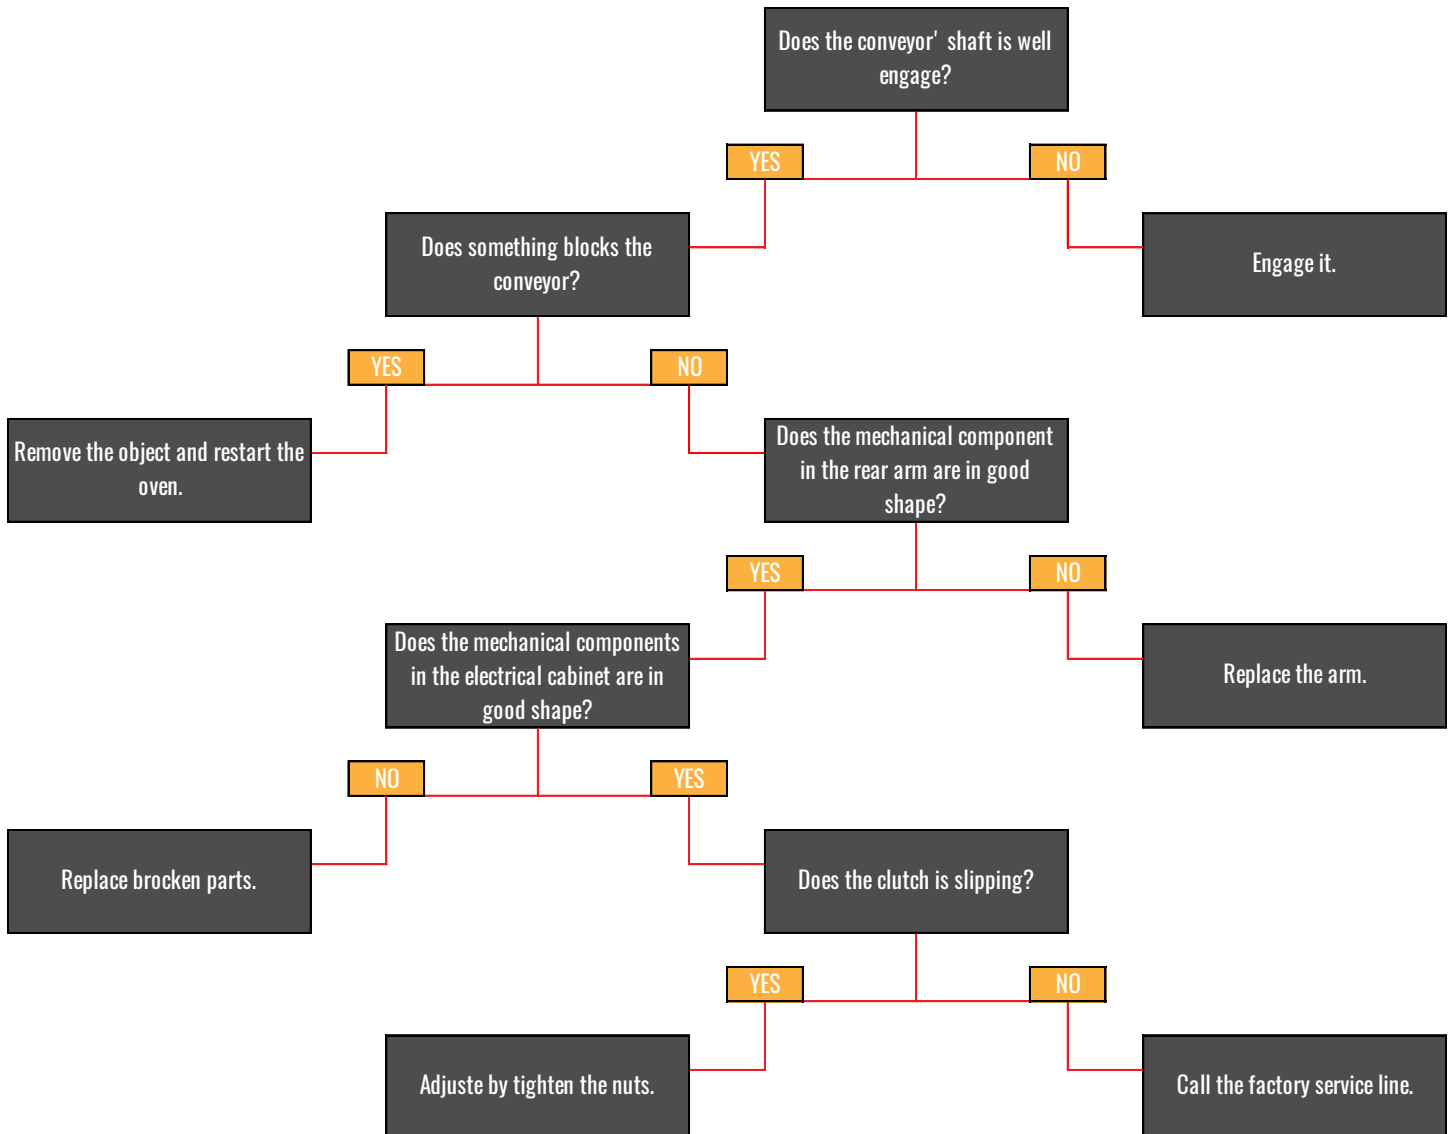 Does the conveyor' shaft is well
engage?
YES
NO
Does something blocks the
conveyor?
Engage it.
YES
NO
Remove the object and restart the
oven.
Does the mechanical component
in the rear arm are in good
shape?
YES
NO
Does the mechanical components
in the electrical cabinet are in
good shape?
Replace the arm.
NO
YES
Replace brocken parts.
Does the clutch is slipping?
YES
NO
Adjuste by tighten the nuts.
Call the factory service line.